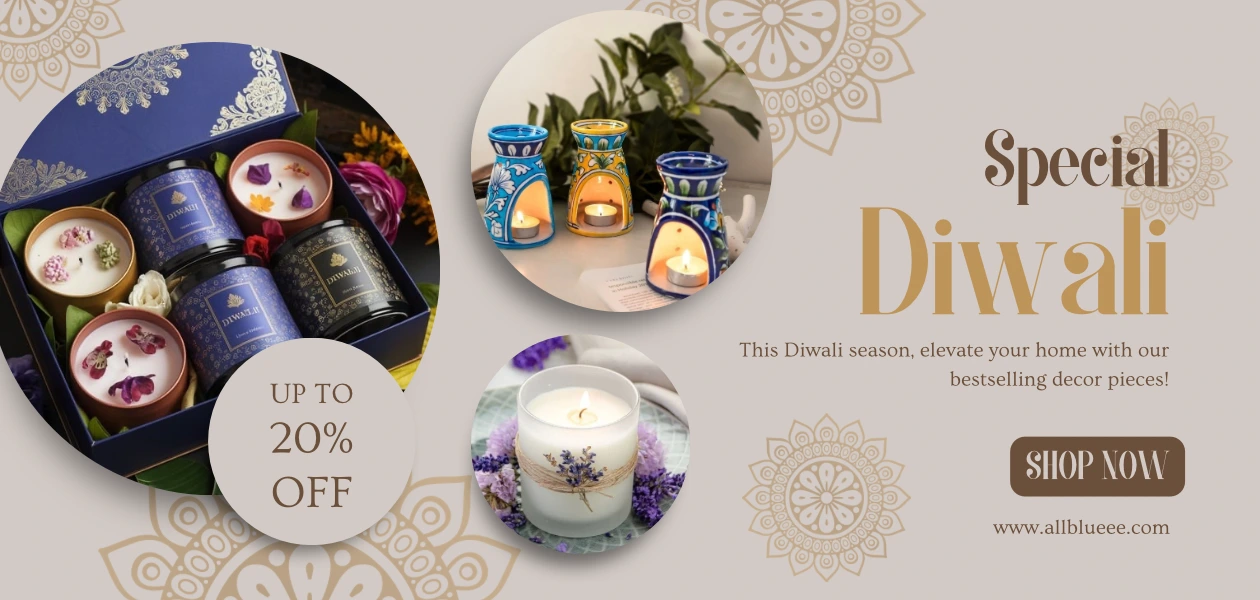 DIWALI
DIWALI
DIWALI
UP TO
20%
OFF
Special
Diwali
This Diwali season, elevate your home with our
bestselling decor pieces!
SHOP NOW
www.allblueee.com